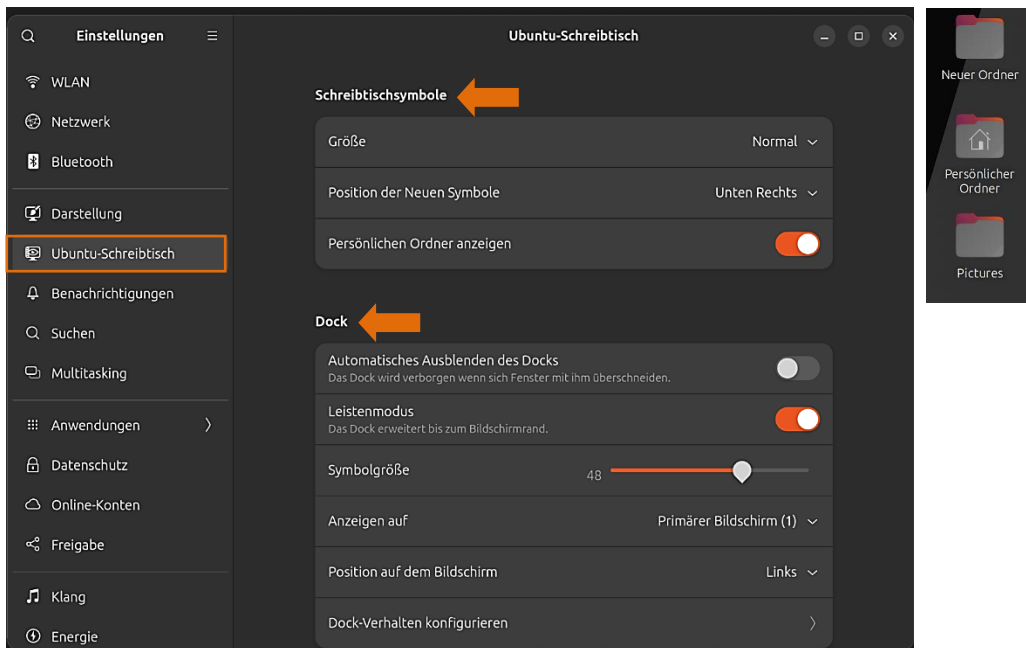 Einstellungen
WLAN
Netzwerk
Bluetooth
Darstellung
Ubuntu-Schreibtisch
Benachrichtigungen
Suchen
Multitasking
Anwendungen
Datenschutz
Online-Konten
Freigabe
Klang
Energie
Ubuntu-Schreibtisch
Schreibtischsymbole
Größe Normal
Position der Neuen Symbole Unten Rechts
Persönlichen Ordner anzeigen
Dock
Automatisches Ausblenden des Docks
Das Dock wird verborgen wenn sich Fenster mit ihm überschneiden.
Leistenmodus
Das Dock erweitert bis zum Bildschirmrand.
Symbolgröße 48
Anzeigen auf Primärer Bildschirm (1)
Position auf dem Bildschirm Links
Dock-Verhalten konfigurieren
Neuer Ordner
Persönlicher
Ordner
Pictures